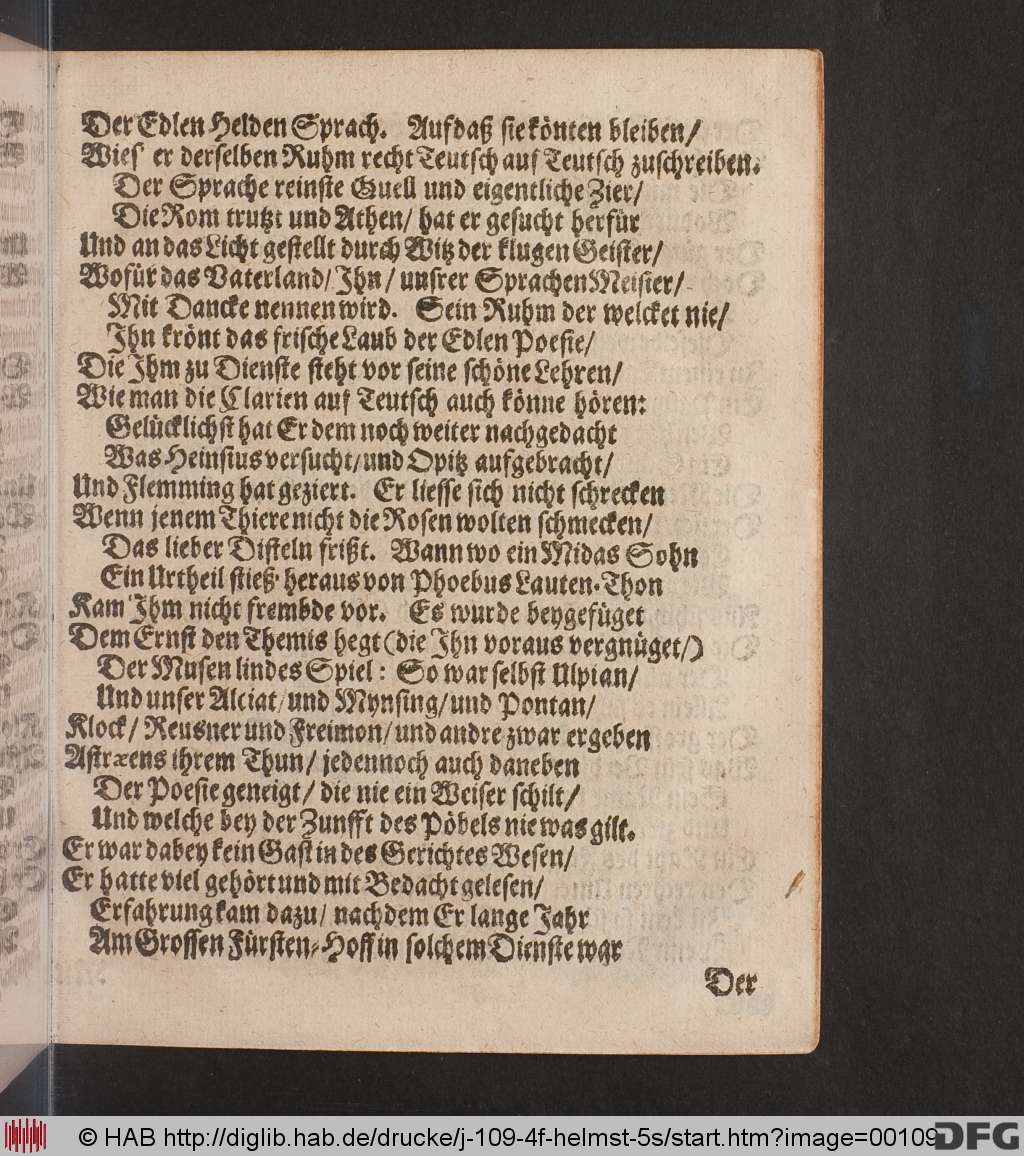 Der Edlen Helden Sprach. Auf daß sie könten bleiben/
Wies' er derselben Ruhm recht Teutsch auf Teutsch zuschreiben.
Der Sprache reinste Quell und eigentliche Zier/
Die Rom trutzt und Athen/ hat er gesucht herfür
Und an das Licht gestellt durch Witz der klugen Geister/
Wofür das Vaterland/ Ihn/ unsrer Sprachen Meister/
Mit Dancke nennen wird. Sein Ruhm der welcket nie/
Ihn krönt das frische Laub der Edlen Poesie/
Die Ihm zu Dienste steht vor seine schöne Lehren/
Wie man die Clarien auf Teutsch auch könne hören:
Gelücklichst hat Er dem noch weiter nachgedacht
Was Heinsius versucht/ und Opitz aufgebracht/
Und Flemming hat geziert. Er liesse sich nicht schrecken
Wenn jenem Thiere nicht die Rosen wolten schmecken/
Das lieber Disteln frißt. Wann wo ein Midas Sohn
Ein Urtheil stieß heraus von Phoebus Lauten-Thon
Kam Ihm nicht frembde vor. Es wurde beygefüget
Dem Ernst den Themis hegt (die Ihn voraus vergnüget/)
Der Musen lindes Spiel: So war selbst Ulpian/
Und unser Alciat/ und Mynsing/ und Pontan/
Klock/ Reusner und Freimon/ und andre zwar ergeben
Astræens ihrem Thun/ jedennoch auch daneben
Der Poesie geneigt/ die nie ein Weiser schilt/
Und welche bey der Zunfft des Pöbels nie was gilt.
Er war dabey kein Gast in des Gerichtes Wesen/
Er hatte viel gehört und mit Bedacht gelesen/
Erfahrung kam dazu/ nachdem Er lange Jahr
Am Grossen Fürsten-Hoff in solchem Dienste war
Der
© HAB http://diglib.hab.de/drucke/j-109-4f-helmst-5s/start.htm?image=00109
DFG